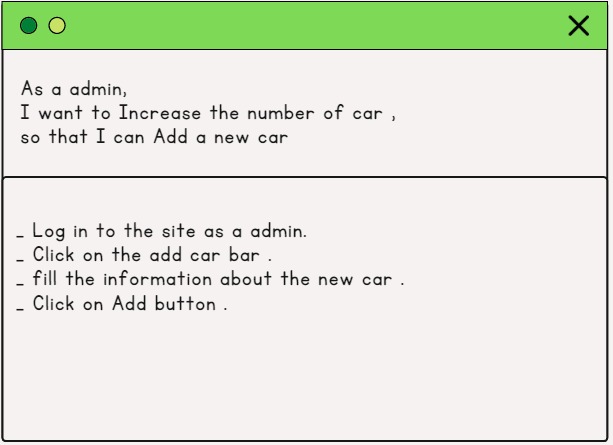 As a admin,
I want to Increase the number of car ,
so that I can Add a new car
_ Log in to the site as a admin.
_ Click on the add car bar .
_ fill the information about the new car .
_ Click on Add button .